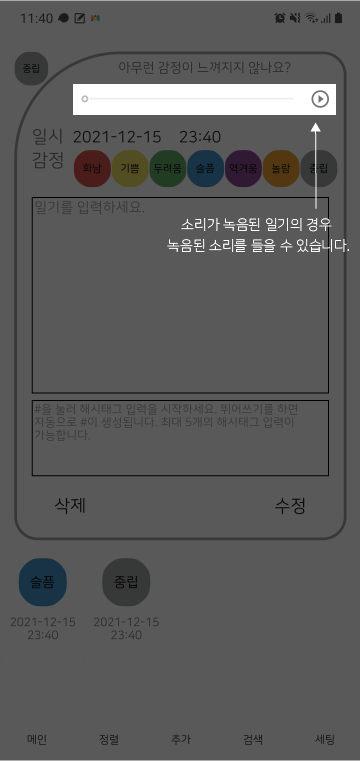 11:40
중립
아무런 감정이 느껴지지 않나요?
일시 2021-12-15 23:40
감정 화남 기쁨 두려움 슬픔 역겨움 놀람 중립
일기를 입력하세요.
소리가 녹음된 일기의 경우
녹음된 소리를 들을 수 있습니다.
#을 눌러 해시태그 입력을 시작하세요. 뛰어쓰기를 하면
자동으로 #이 생성됩니다. 최대 5개의 해시태그 입력이
가능합니다.
삭제 수정
슬픔 중립
2021-12-15 2021-12-15
23:40 23:40
메인 정렬 추가 검색 세팅